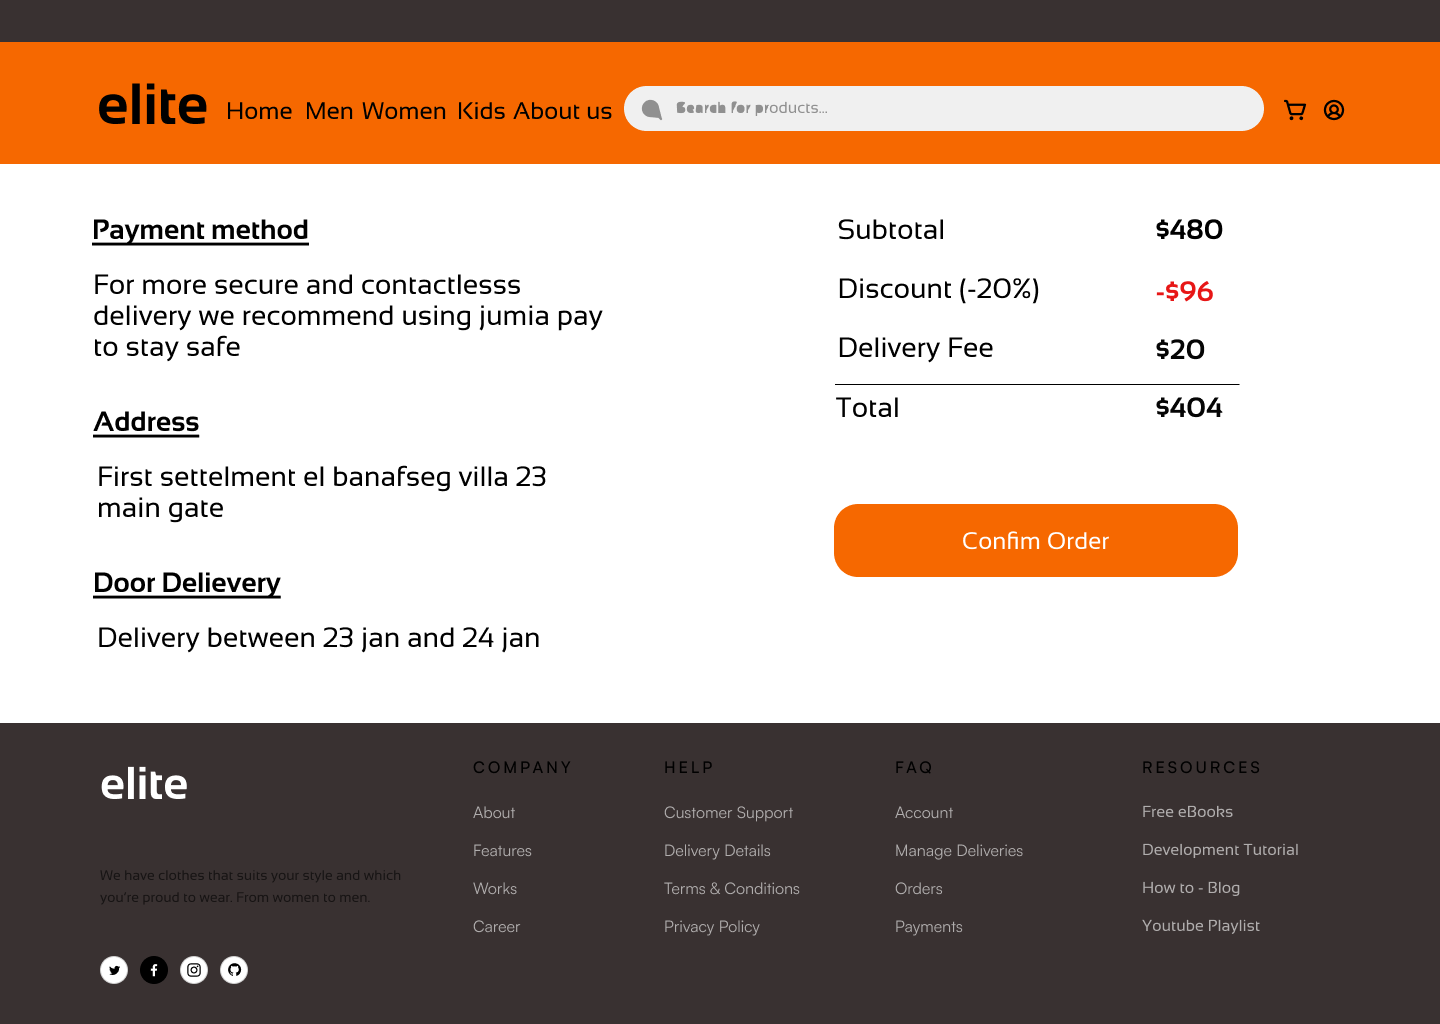 elite
Home Men Women Kids About us
Search for products...
Payment method
For more secure and contactlesss
delivery we recommend using jumia pay
to stay safe
Address
First settelment el banafseg villa 23
main gate
Door Delievery
Delivery between 23 jan and 24 jan
Subtotal $480
Discount (-20%) -$96
Delivery Fee $20
Total $404
Confim Order
elite
We have clothes that suits your style and which
you're proud to wear. From women to men.
COMPANY
About
Features
Works
Career
HELP
Customer Support
Delivery Details
Terms & Conditions
Privacy Policy
FAQ
Account
Manage Deliveries
Orders
Payments
RESOURCES
Free eBooks
Development Tutorial
How to - Blog
Youtube Playlist